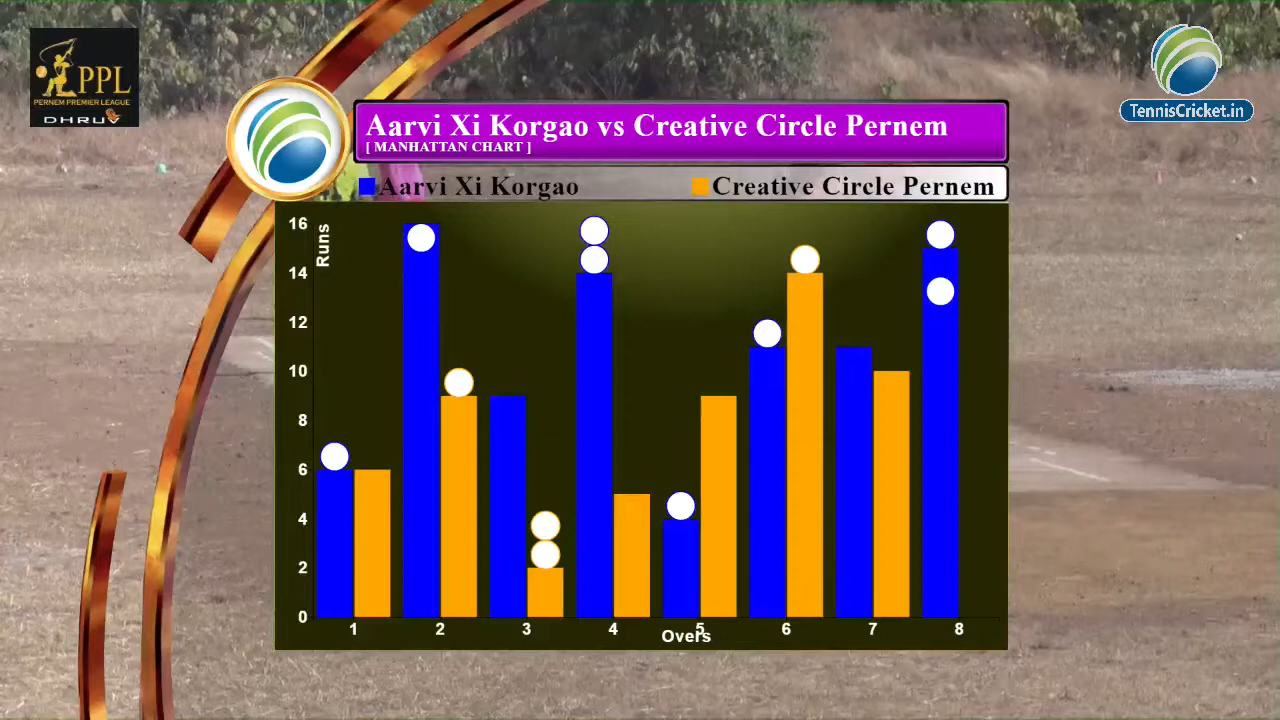 PPL
PERNEM PREMIER LEAGUE
DHRUV
TennisCricket.in
Aarvi Xi Korgao vs Creative Circle Pernem
[ MANHATTAN CHART ]
Aarvi Xi Korgao Creative Circle Pernem
Runs
16
14
12
10
8
6
4
2
0
1 2 3 4 5 6 7 8
Overs